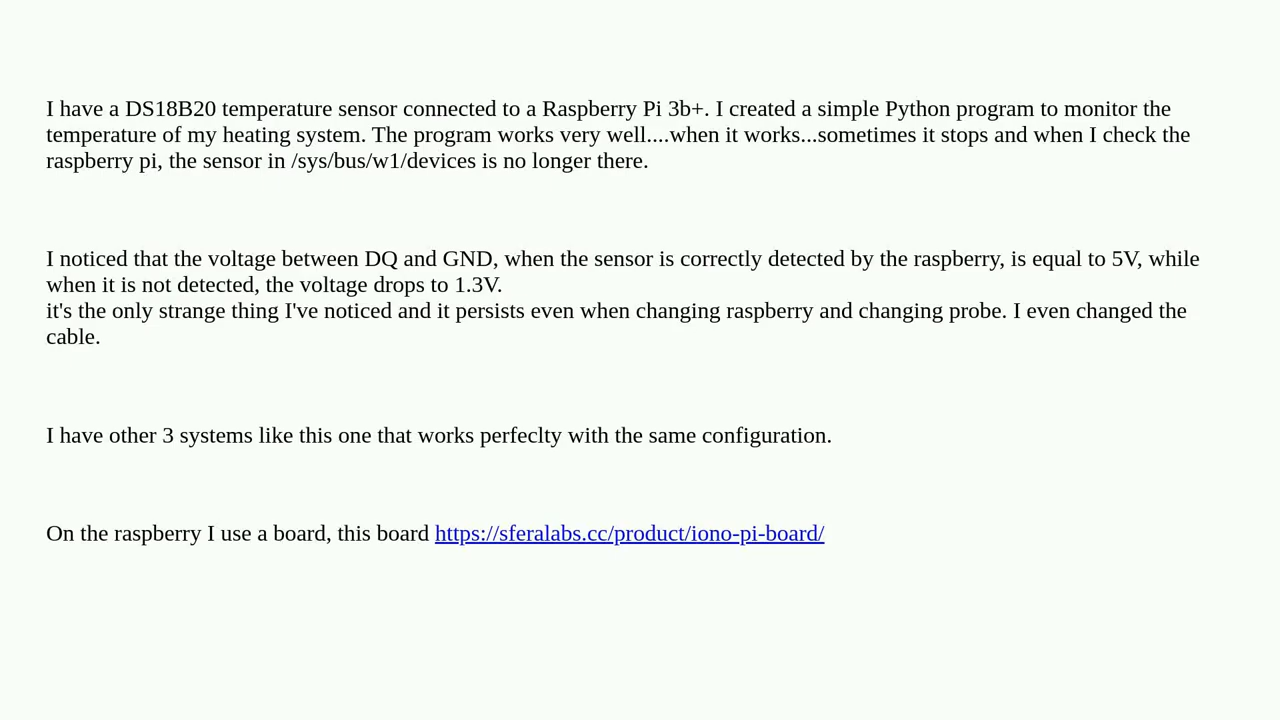 I have a DS18B20 temperature sensor connected to a Raspberry Pi 3b+. I created a simple Python program to monitor the
temperature of my heating system. The program works very well....when it works...sometimes it stops and when I check the
raspberry pi, the sensor in /sys/bus/w1/devices is no longer there.
I noticed that the voltage between DQ and GND, when the sensor is correctly detected by the raspberry, is equal to 5V, while
when it is not detected, the voltage drops to 1.3V.
it's the only strange thing I've noticed and it persists even when changing raspberry and changing probe. I even changed the
cable.
I have other 3 systems like this one that works perfeclty with the same configuration.
On the raspberry I use a board, this board https://sferalabs.cc/product/iono-pi-board/